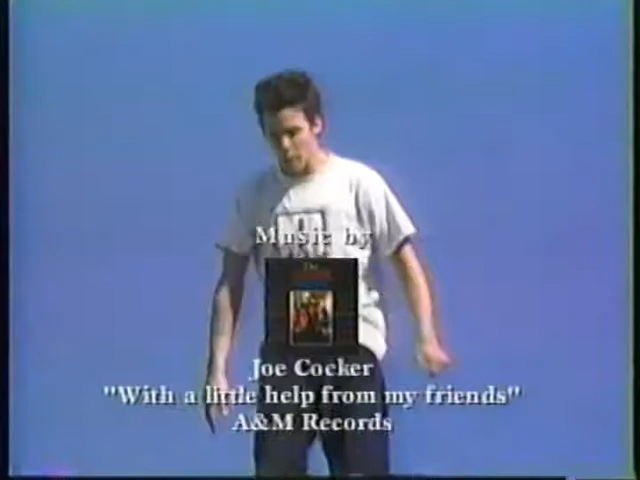 Music by
Joe Cocker
"With a little help from my friends"
A&M Records